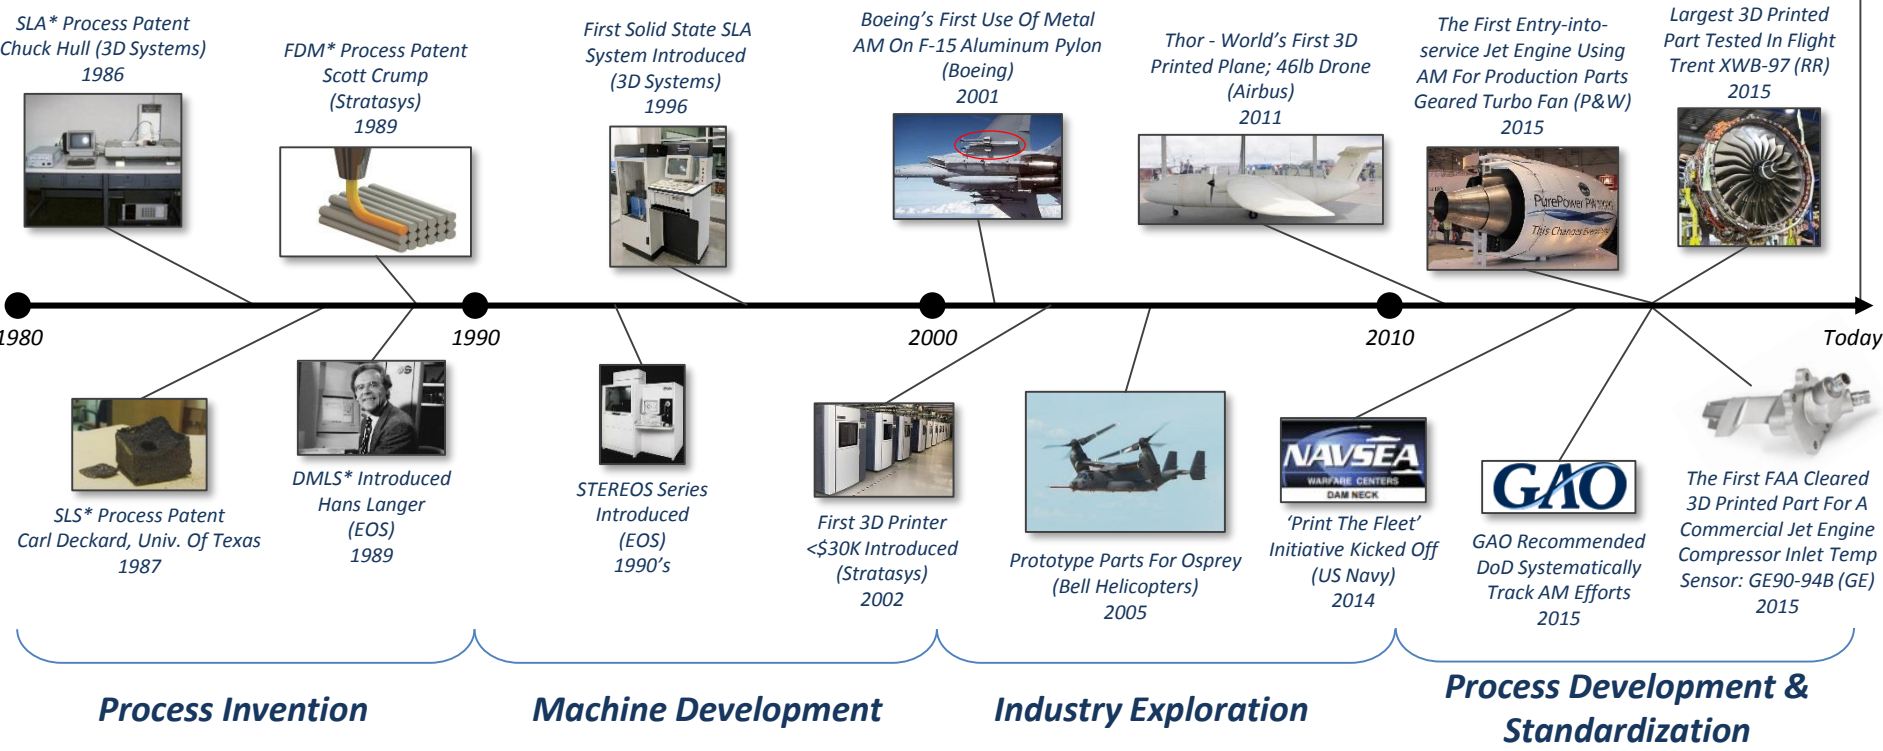 SLA* Process Patent
Chuck Hull (3D Systems)
1986
FDM* Process Patent
Scott Crump
(Stratasys)
1989
First Solid State SLA
System Introduced
(3D Systems)
1996
Boeing's First Use Of Metal
AM On F-15 Aluminum Pylon
(Boeing)
2001
Thor - World's First 3D
Printed Plane; 46lb Drone
(Airbus)
2011
The First Entry-into-
service Jet Engine Using
AM For Production Parts
Geared Turbo Fan (P&W)
2015
PurePower
This Changes
Largest 3D Printed
Part Tested In Flight
Trent XWB-97 (RR)
2015
1980
1990
2000
2010
Today
SLS* Process Patent
Carl Deckard, Univ. Of Texas
1987
DMLS* Introduced
Hans Langer
(EOS)
1989
STEREOS Series
Introduced
(EOS)
1990's
First 3D Printer
<$30K Introduced
(Stratasys)
2002
Prototype Parts For Osprey
(Bell Helicopters)
2005
NAVSEA
WARFARE CENTERS
DAM NECK
'Print The Fleet'
Initiative Kicked Off
(US Navy)
2014
GAO
GAO Recommended
DoD Systematically
Track AM Efforts
2015
The First FAA Cleared
3D Printed Part For A
Commercial Jet Engine
Compressor Inlet Temp
Sensor: GE90-94B (GE)
2015
Process Invention
Machine Development
Industry Exploration
Process Development &
Standardization